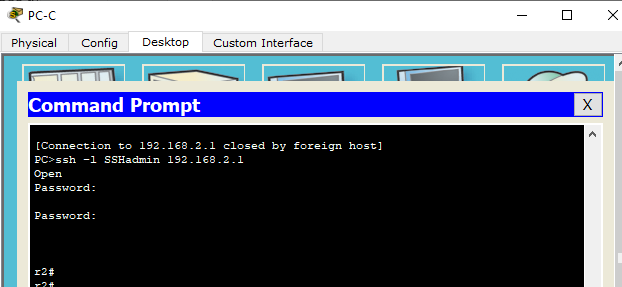 PC-C
Physical Config Desktop Custom Interface
Command Prompt X
[Connection to 192.168.2.1 closed by foreign host]
PC>ssh -l SSHadmin 192.168.2.1
Open
Password:
Password:
r2#
r2#